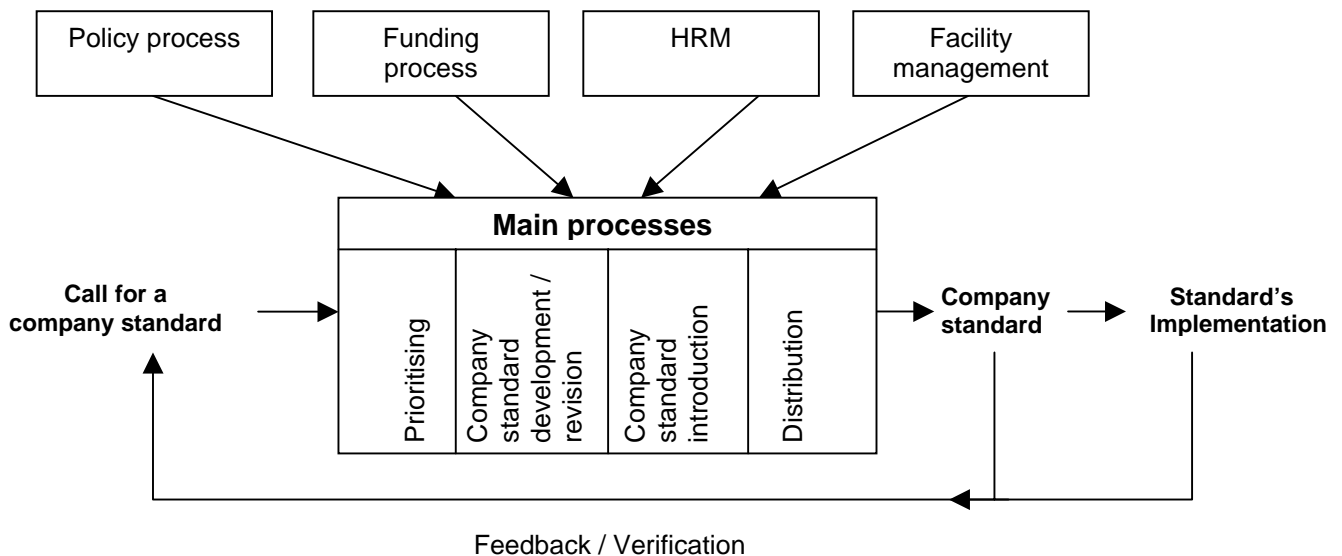 Policy process
Funding
process
HRM
Facility
management
Main processes
Call for a
company standard
Prioritising
Company
standard
development /
revision
Company
standard
introduction
Distribution
Company
standard
Standard’s
Implementation
Feedback / Verification